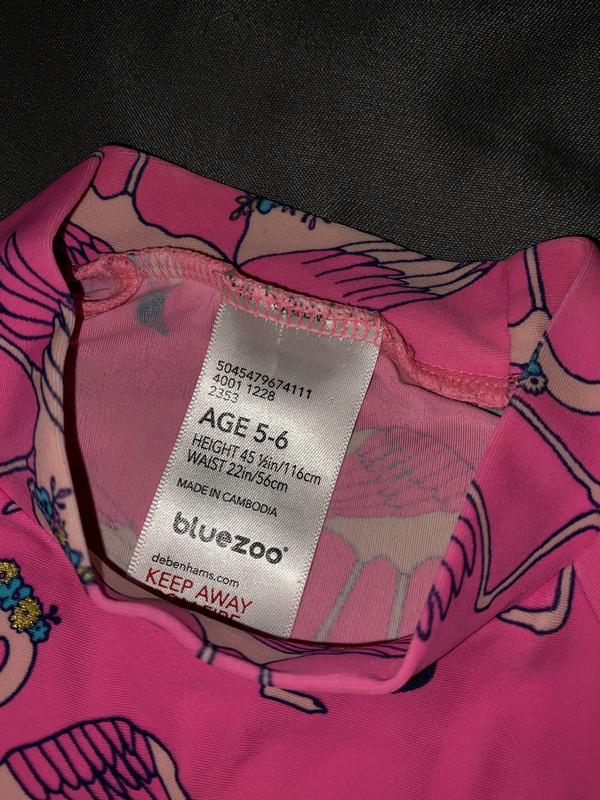 5045479674111
4001 1228
2353
AGE 5-6
HEIGHT 45 ½in/116cm
WAIST 22in/56cm
MADE IN CAMBODIA
bluezoo®
debenhams.com
KEEP AWAY